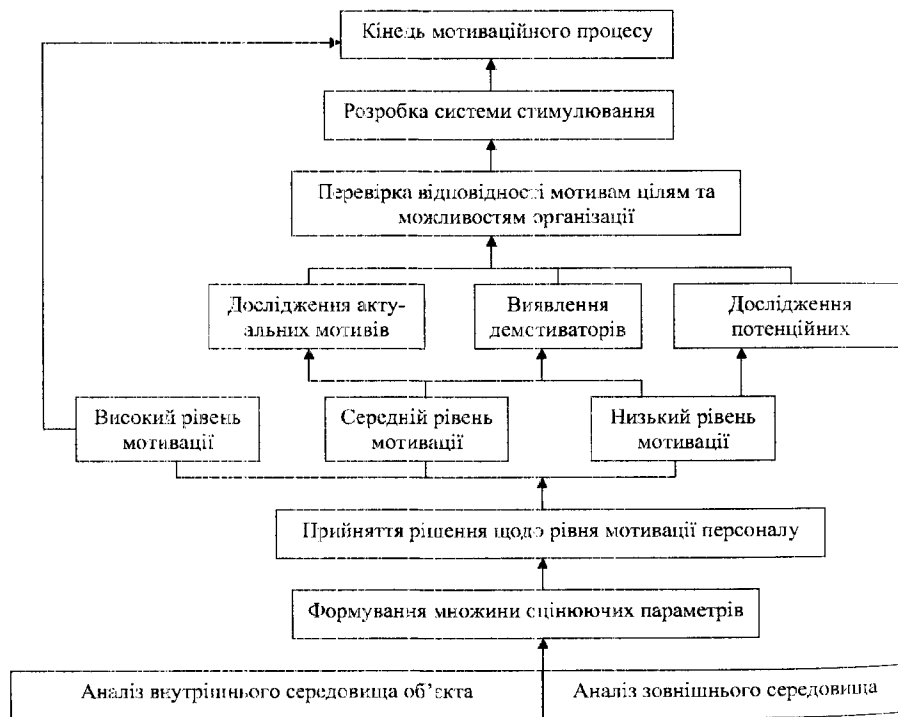 Кінець мотиваційного процесу
Розробка системи стимулювання
Перевірка відповідності мотивам цілям та
можливостям організації
Дослідження акту-
альних мотивів
Виявлення
демотиваторів
Дослідження
потенційних
Високий рівень
мотивації
Середній рівень
мотивації
Низький рівень
мотивації
Прийняття рішення щодо рівня мотивації персоналу
Формування множини оцінюючих параметрів
Аналіз внутрішнього середовища об’єкта
Аналіз зовнішнього середовища